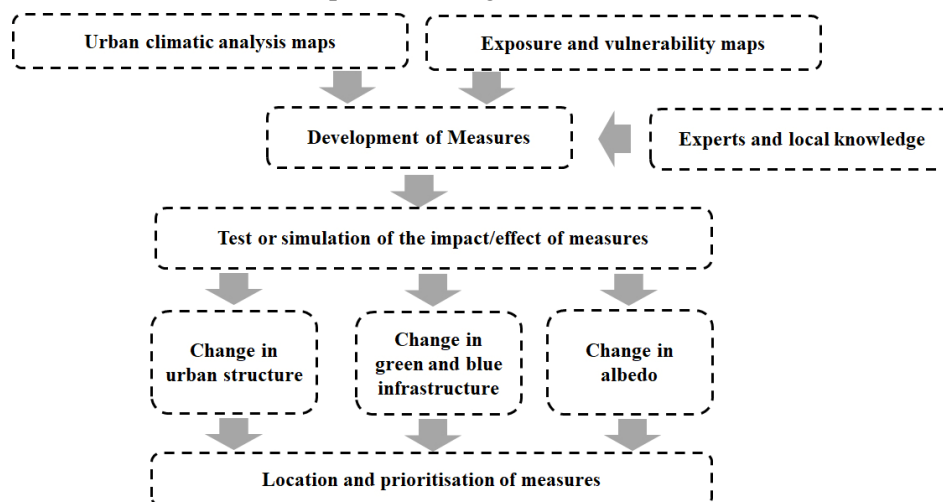 Urban climatic analysis maps
Exposure and vulnerability maps
Development of Measures
Experts and local knowledge
Test or simulation of the impact/effect of measures
Change in
urban structure
Change in
green and blue
infrastructure
Change in
albedo
Location and prioritisation of measures